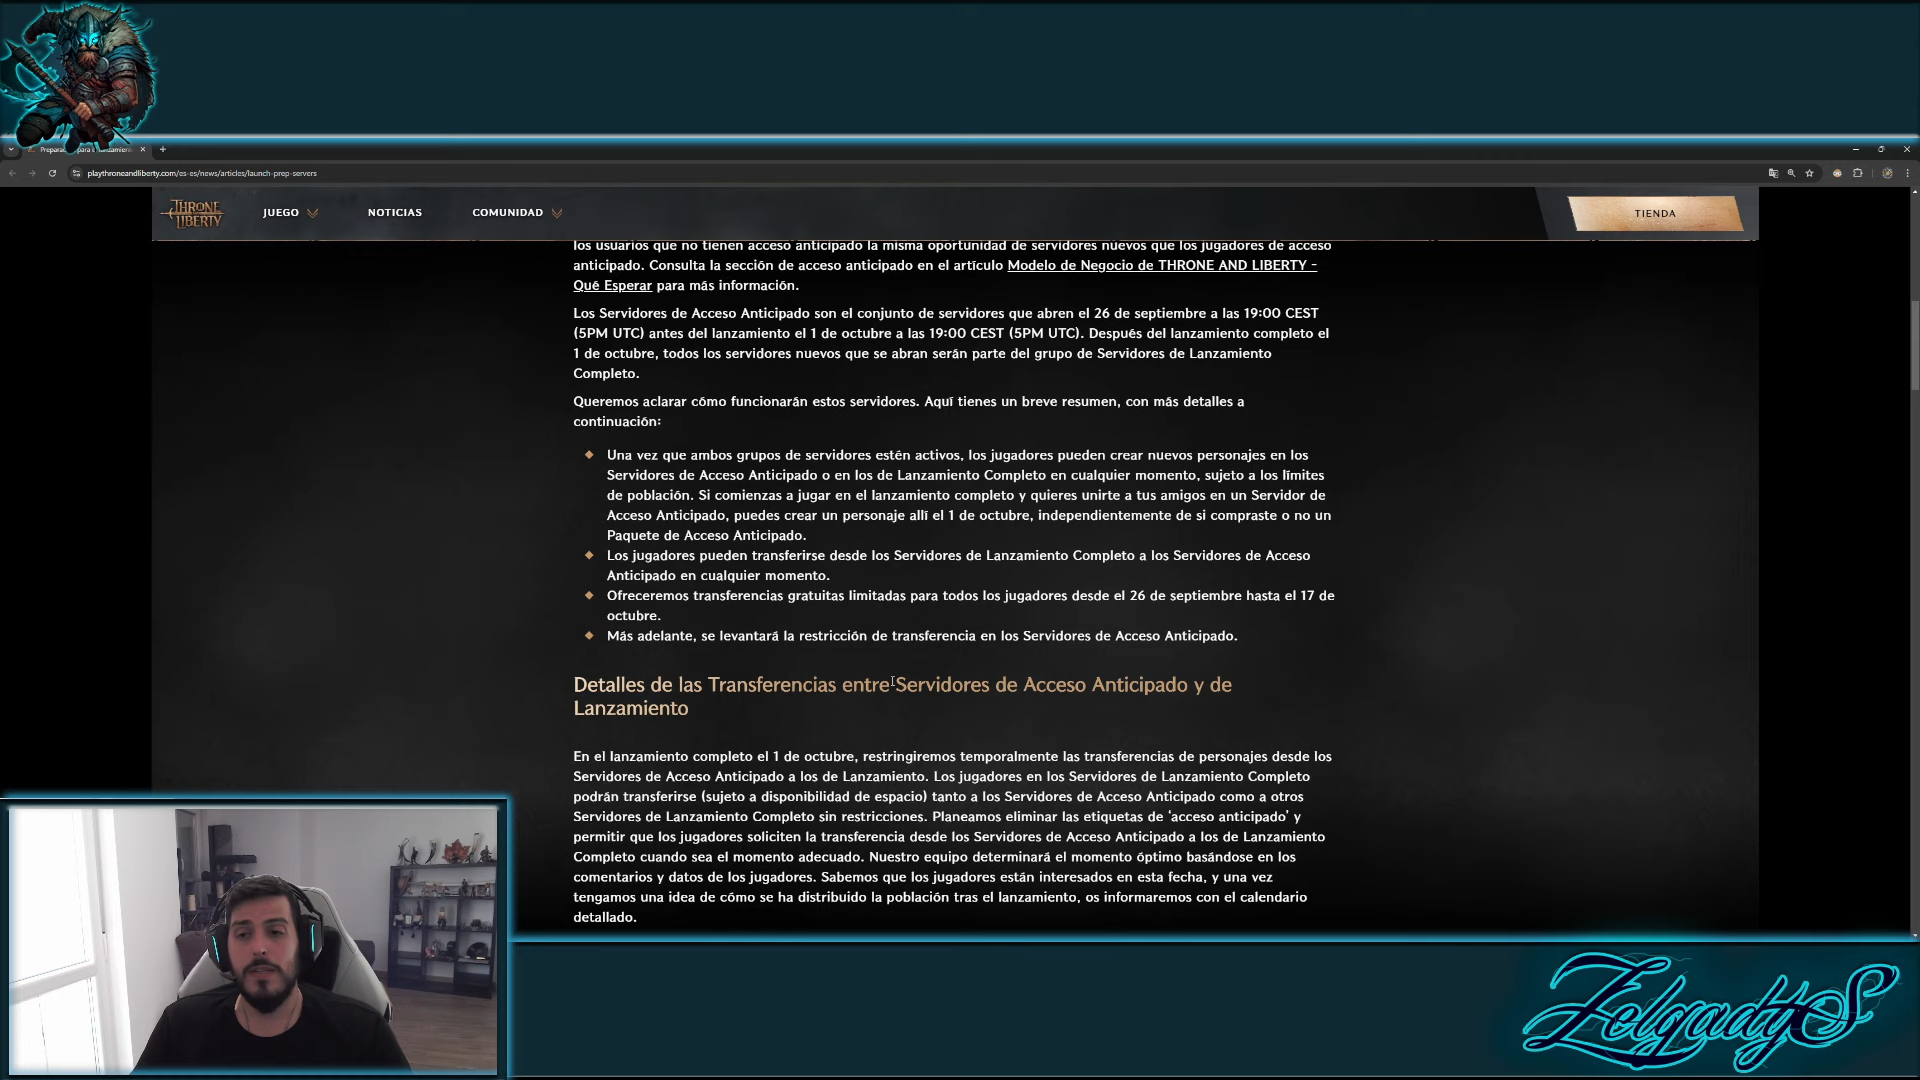 playthroneandliberty.com/es-es/news/articles/launch-prep-servers
THRONE
LIBERTY
JUEGO
NOTICIAS
COMUNIDAD
TIENDA
los usuarios que no tienen acceso anticipado la misma oportunidad de servidores nuevos que los jugadores de acceso
anticipado. Consulta la sección de acceso anticipado en el artículo Modelo de Negocio de THRONE AND LIBERTY -
Qué Esperar para más información.
Los Servidores de Acceso Anticipado son el conjunto de servidores que abren el 26 de septiembre a las 19:00 CEST
(5PM UTC) antes del lanzamiento el 1 de octubre a las 19:00 CEST (5PM UTC). Después del lanzamiento completo el
1 de octubre, todos los servidores nuevos que se abran serán parte del grupo de Servidores de Lanzamiento
Completo.
Queremos aclarar cómo funcionarán estos servidores. Aquí tienes un breve resumen, con más detalles a
continuación:
Una vez que ambos grupos de servidores estén activos, los jugadores pueden crear nuevos personajes en los
Servidores de Acceso Anticipado o en los de Lanzamiento Completo en cualquier momento, sujeto a los límites
de población. Si comienzas a jugar en el lanzamiento completo y quieres unirte a tus amigos en un Servidor de
Acceso Anticipado, puedes crear un personaje allí el 1 de octubre, independientemente de si compraste o no un
Paquete de Acceso Anticipado.
Los jugadores pueden transferirse desde los Servidores de Lanzamiento Completo a los Servidores de Acceso
Anticipado en cualquier momento.
Ofreceremos transferencias gratuitas limitadas para todos los jugadores desde el 26 de septiembre hasta el 17 de
octubre.
Más adelante, se levantará la restricción de transferencia en los Servidores de Acceso Anticipado.
Detalles de las Transferencias entre Servidores de Acceso Anticipado y de
Lanzamiento
En el lanzamiento completo el 1 de octubre, restringiremos temporalmente las transferencias de personajes desde los
Servidores de Acceso Anticipado a los de Lanzamiento. Los jugadores en los Servidores de Lanzamiento Completo
podrán transferirse (sujeto a disponibilidad de espacio) tanto a los Servidores de Acceso Anticipado como a otros
Servidores de Lanzamiento Completo sin restricciones. Planeamos eliminar las etiquetas de 'acceso anticipado' y
permitir que los jugadores soliciten la transferencia desde los Servidores de Acceso Anticipado a los de Lanzamiento
Completo cuando sea el momento adecuado. Nuestro equipo determinará el momento óptimo basándose en los
comentarios y datos de los jugadores. Sabemos que los jugadores están interesados en esta fecha, y una vez
tengamos una idea de cómo se ha distribuido la población tras el lanzamiento, os informaremos con el calendario
detallado.
ZelgadyS